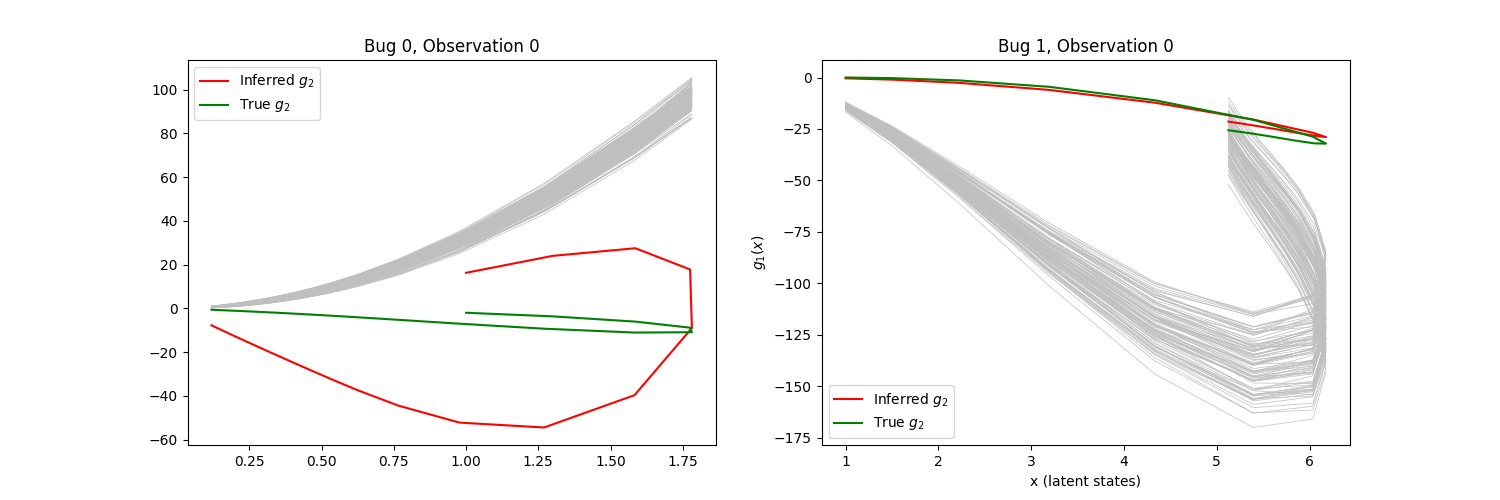 Bug 0, Observation 0
Inferred g₂
True g₂
100
80
60
40
20
0
−20
−40
−60
0.25 0.50 0.75 1.00 1.25 1.50 1.75
Bug 1, Observation 0
0
−25
−50
−75
−100
−125
−150
−175
g₁(x)
Inferred g₂
True g₂
1 2 3 4 5 6
x (latent states)